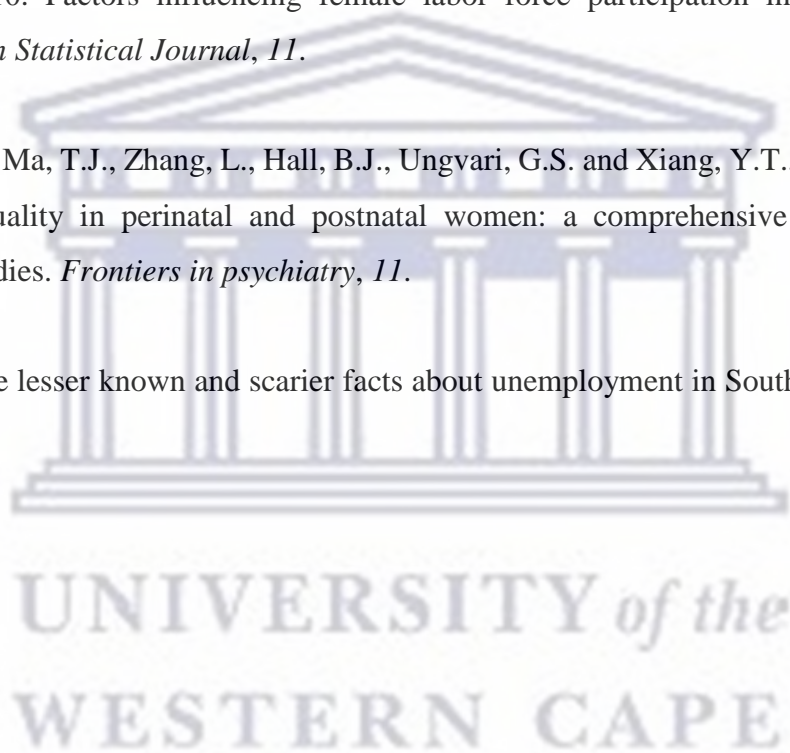 Factors influencing female labor force participation in
Statistical Journal, 11.
Ma, T.J., Zhang, L., Hall, B.J., Ungvari, G.S. and Xiang, Y.T.
in perinatal and postnatal women: a comprehensive
Frontiers in psychiatry, 11.
lesser known and scarier facts about unemployment in South
UNIVERSITY of the
WESTERN CAPE